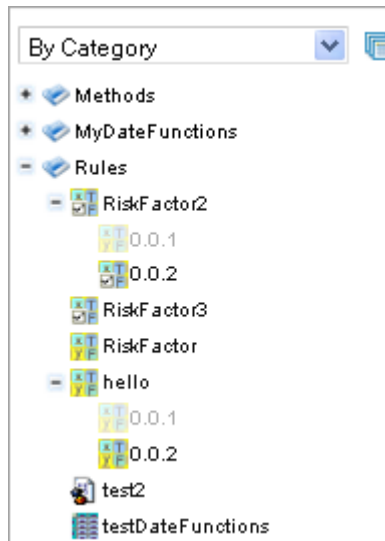 By Category
Methods
MyDateFunctions
Rules
RiskFactor2
0.0.1
0.0.2
RiskFactor3
RiskFactor
hello
0.0.1
0.0.2
test2
testDateFunctions